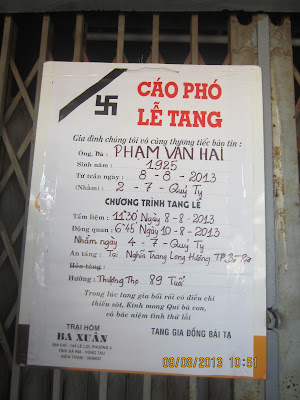 CÁO PHÓ
LỄ TANG
Gia đình chúng tôi vô cùng thương tiếc báo tin:
Ông, Bà: PHẠM VĂN HAI
Sinh năm: 1925
Từ trần ngày: 8-8-2013
(Nhằm): 2-7-Quý Tỵ
CHƯƠNG TRÌNH TANG LỄ
Tẩm liệm: 11'30 Ngày 8-8-2013
Động quan: 6'45 Ngày 10-8-2013
Nhằm ngày 4-7-Quý Tỵ
An táng: Tại Nghĩa Trang Long Hương TP.
Hỏa táng:
Hưởng: Thượng Thọ 89 Tuổi
Trong lúc tang gia bối rối có điều chi
thiếu sót, Kính mong Quí bà con,
cô bác niệm tình thứ lỗi
TANG GIA ĐỒNG BÁI TẠ
TRẠI HÒM
BÀ XUÂN
09/08/2013 10:51